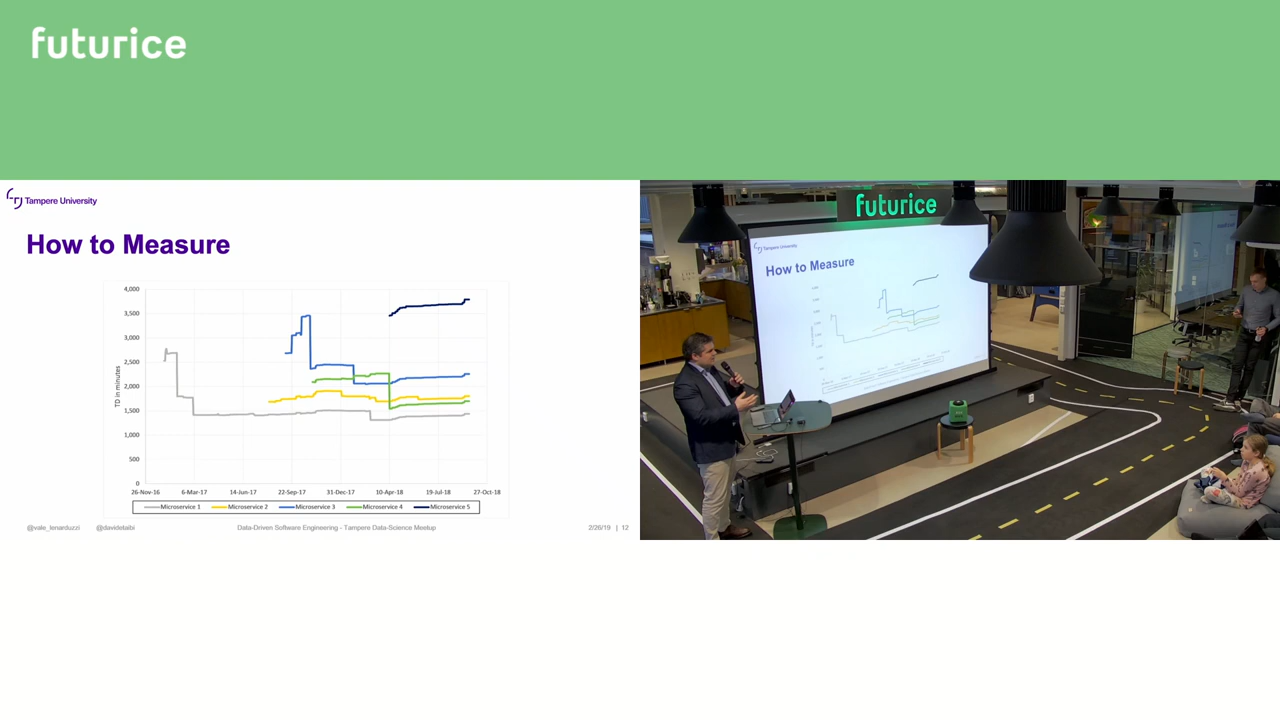 futurice
Tampere University
How to Measure
4,000
3,500
3,000
2,500
2,000
1,500
1,000
500
0
TD in minutes
26-Nov-16 6-Mar-17 14-Jun-17 22-Sep-17 31-Dec-17 10-Apr-18 19-Jul-18 27-Oct-18
Microservice 1 Microservice 2 Microservice 3 Microservice 4 Microservice 5
@vale_lenarduzzi @davidetaibi Data-Driven Software Engineering - Tampere Data-Science Meetup 2/26/19 | 12
futurice
Tampere University
How to Measure